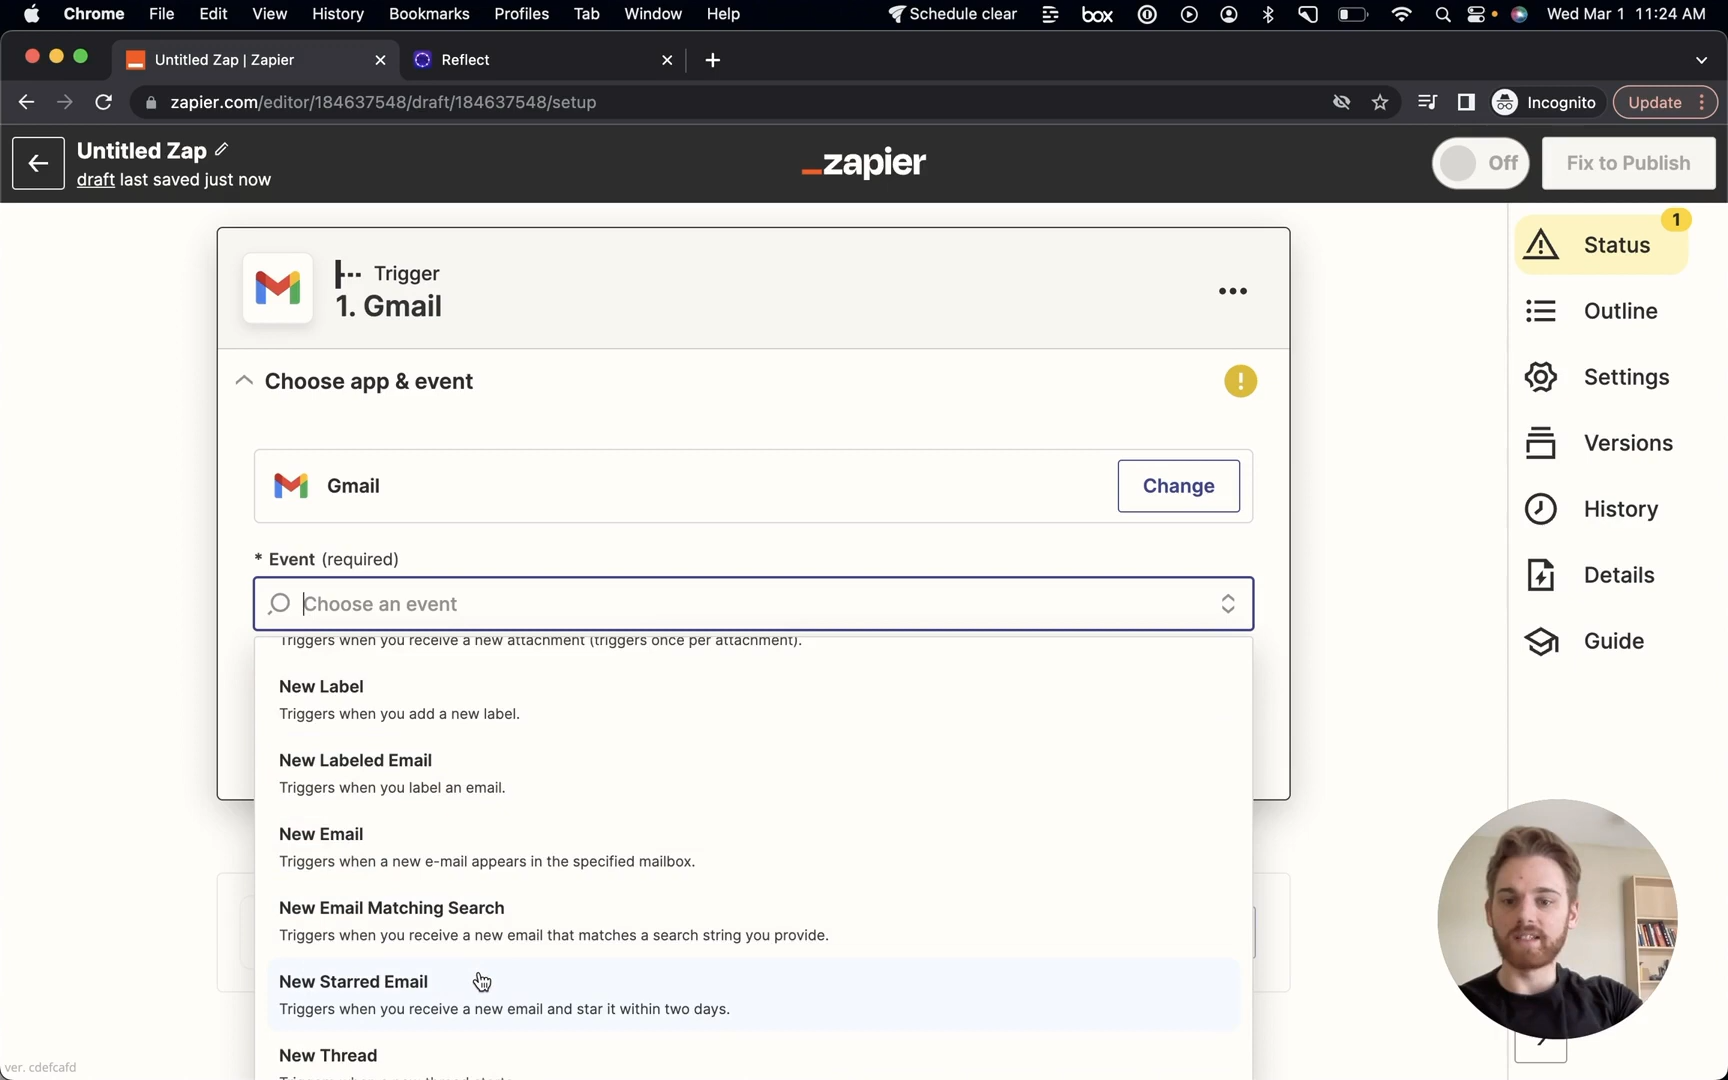 Chrome File Edit View History Bookmarks Profiles Tab Window Help Schedule clear box Wed Mar 1 11:24 AM
Untitled Zap | Zapier Reflect
zapier.com/editor/184637548/draft/184637548/setup Incognito Update
Untitled Zap
draft last saved just now
zapier
Off
Fix to Publish
Trigger
1. Gmail
Choose app & event
Gmail
Change
* Event (required)
Choose an event
Triggers when you receive a new attachment (triggers once per attachment).
New Label
Triggers when you add a new label.
New Labeled Email
Triggers when you label an email.
New Email
Triggers when a new e-mail appears in the specified mailbox.
New Email Matching Search
Triggers when you receive a new email that matches a search string you provide.
New Starred Email
Triggers when you receive a new email and star it within two days.
New Thread
1
Status
Outline
Settings
Versions
History
Details
Guide
ver. cdefcafd